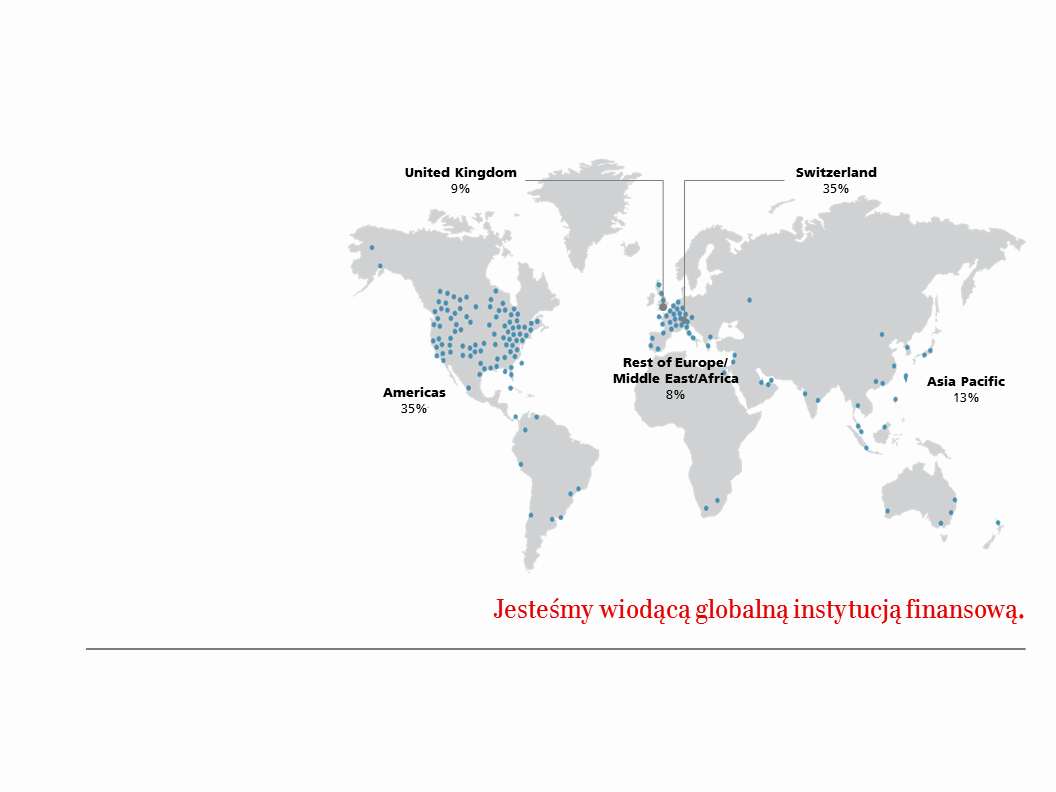 United Kingdom
9%
Switzerland
35%
Rest of Europe/
Middle East/Africa
8%
Asia Pacific
13%
Americas
35%
Jesteśmy wiodącą globalną instytucją finansową.